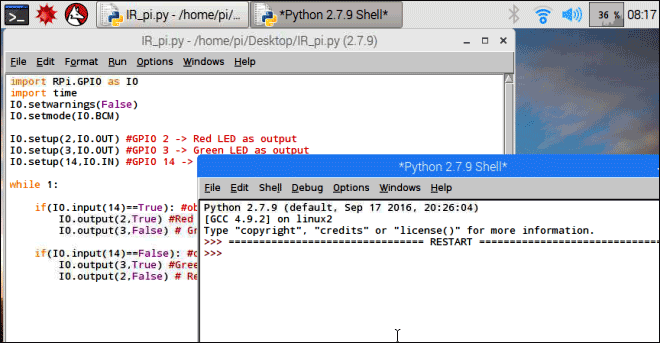 IR_pi.py - /home/pi/...
*Python 2.7.9 Shell*
36 %
08:17
IR_pi.py - /home/pi/Desktop/IR_pi.py (2.7.9)
File Edit Format Run Options Windows Help
import RPi.GPIO as IO
import time
IO.setwarnings(False)
IO.setmode(IO.BCM)
IO.setup(2,IO.OUT) #GPIO 2 -> Red LED as output
IO.setup(3,IO.OUT) #GPIO 3 -> Green LED as output
IO.setup(14,IO.IN) #GPIO 14 ->
while 1:
if(IO.input(14)==True): #ob
IO.output(2,True) #Red
IO.output(3,False) # Gr
if(IO.input(14)==False): #o
IO.output(3,True) #Gree
IO.output(2,False) # Re
*Python 2.7.9 Shell*
File Edit Shell Debug Options Windows Help
Python 2.7.9 (default, Sep 17 2016, 20:26:04)
[GCC 4.9.2] on linux2
Type "copyright", "credits" or "license()" for more information.
>>> ================================ RESTART ================================
>>>